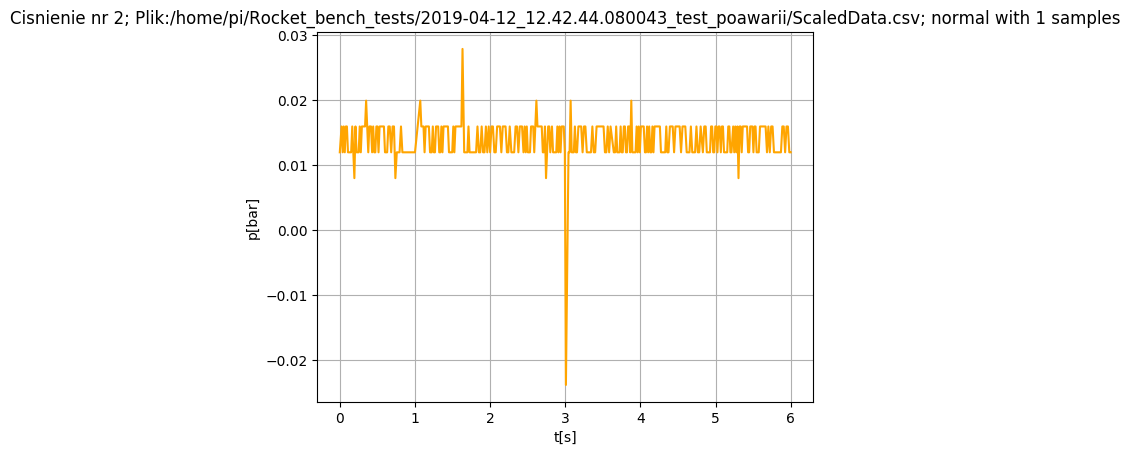 Cisnienie nr 2; Plik:/home/pi/Rocket_bench_tests/2019-04-12_12.42.44.080043_test_poawarii/ScaledData.csv; normal with 1 samples
0.03
0.02
0.01
0.00
−0.01
−0.02
p[bar]
0 1 2 3 4 5 6
t[s]